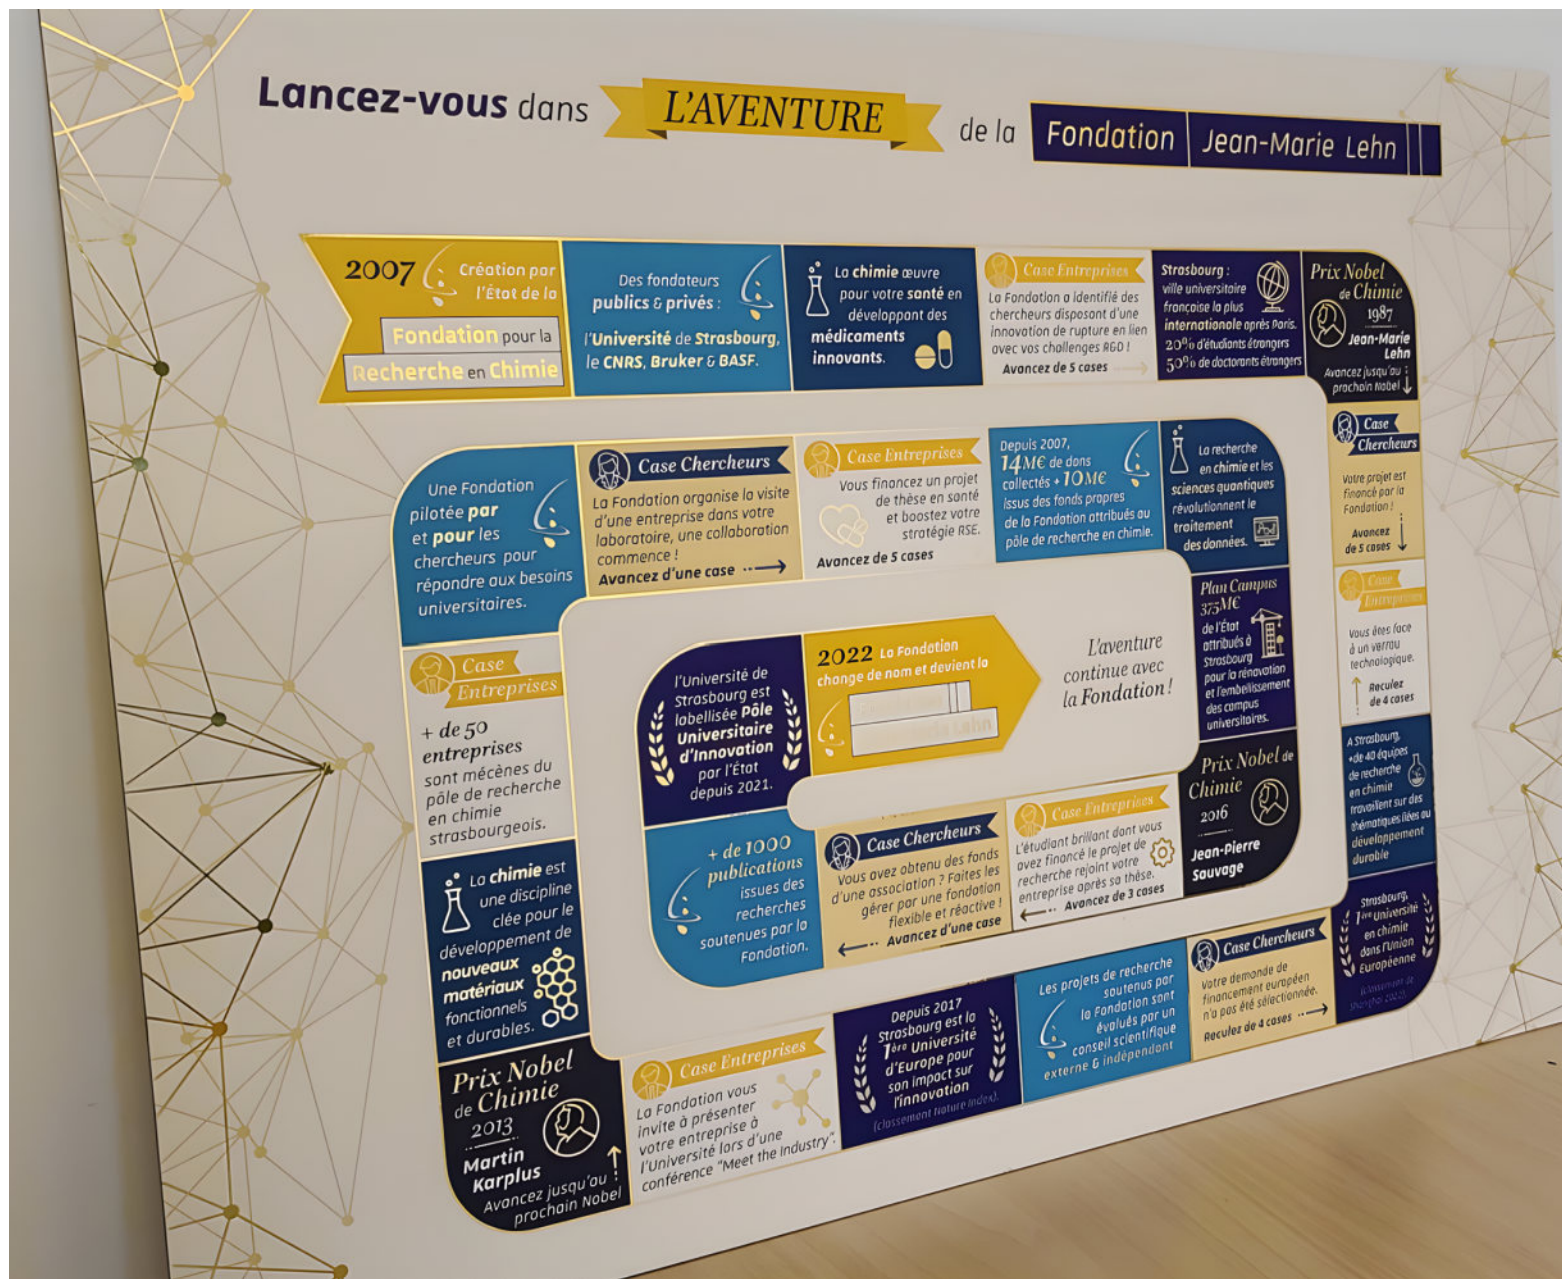 Lancez-vous dans L'AVENTURE de la Fondation Jean-Marie Lehn
2007
Création par
l'État de la
Fondation pour la
Recherche en Chimie
Des fondateurs
publics & privés :
l'Université de Strasbourg,
le CNRS, Bruker & BASF.
La chimie œuvre
pour votre santé en
développant des
médicaments
innovants.
Case Entreprises
La Fondation a identifié des
chercheurs disposant d'une
innovation de rupture en lien
avec vos challenges R&D !
Avancez de 5 cases
Strasbourg :
ville universitaire
française la plus
internationale après Paris.
20% d'étudiants étrangers
50% de doctorants étrangers
Prix Nobel
de Chimie
1987
Jean-Marie
Lehn
Avancez jusqu'au
prochain Nobel
Case
Chercheurs
Votre projet est
financé par la
Fondation !
Avancez
de 5 cases
Case
Entreprises
Vous êtes face
à un verrou
technologique.
Reculez
de 4 cases
A Strasbourg,
+de 40 équipes
de recherche
en chimie
travaillent sur des
thématiques liées au
développement
durable
Strasbourg,
1ère Université
en chimie
dans l'Union
Européenne
(classement de
Shanghai 2022).
Case Chercheurs
Votre demande de
financement européen
n'a pas été sélectionnée.
Reculez de 4 cases
Les projets de recherche
soutenus par
la Fondation sont
évalués par un
conseil scientifique
externe & indépendant
Depuis 2017
Strasbourg est la
1ère Université
d'Europe pour
son impact sur
l'innovation
(classement Nature Index).
Case Entreprises
La Fondation vous
invite à présenter
votre entreprise à
l'Université lors d'une
conférence "Meet the Industry".
Prix Nobel
de Chimie
2013
Martin
Karplus
Avancez jusqu'au
prochain Nobel
La chimie est
une discipline
clée pour le
développement de
nouveaux
matériaux
fonctionnels
et durables.
Case
Entreprises
+ de 50
entreprises
sont mécènes du
pôle de recherche
en chimie
strasbourgeois.
Une Fondation
pilotée par
et pour les
chercheurs pour
répondre aux besoins
universitaires.
Case Chercheurs
La Fondation organise la visite
d'une entreprise dans votre
laboratoire, une collaboration
commence !
Avancez d'une case
Case Entreprises
Vous financez un projet
de thèse en santé
et boostez votre
stratégie RSE.
Avancez de 5 cases
Depuis 2007,
14M€ de dons
collectés + 10M€
issus des fonds propres
de la Fondation attribués au
pôle de recherche en chimie.
La recherche
en chimie et les
sciences quantiques
révolutionnent le
traitement
des données.
Plan Campus
375M€
de l'État
attribués à
Strasbourg
pour la rénovation
et l'embellissement
des campus
universitaires.
Prix Nobel de
Chimie
2016
Jean-Pierre
Sauvage
Case Entreprises
L'étudiant brillant dont vous
avez financé le projet de
recherche rejoint votre
entreprise après sa thèse.
Avancez de 3 cases
Case Chercheurs
Vous avez obtenu des fonds
d'une association ? Faites les
gérer par une fondation
flexible et réactive !
Avancez d'une case
+ de 1000
publications
issues des
recherches
soutenues par la
Fondation.
l'Université de
Strasbourg est
labellisée Pôle
Universitaire
d'Innovation
par l'État
depuis 2021.
2022 La Fondation
change de nom et devient la
Lehn
L'aventure
continue avec
la Fondation !